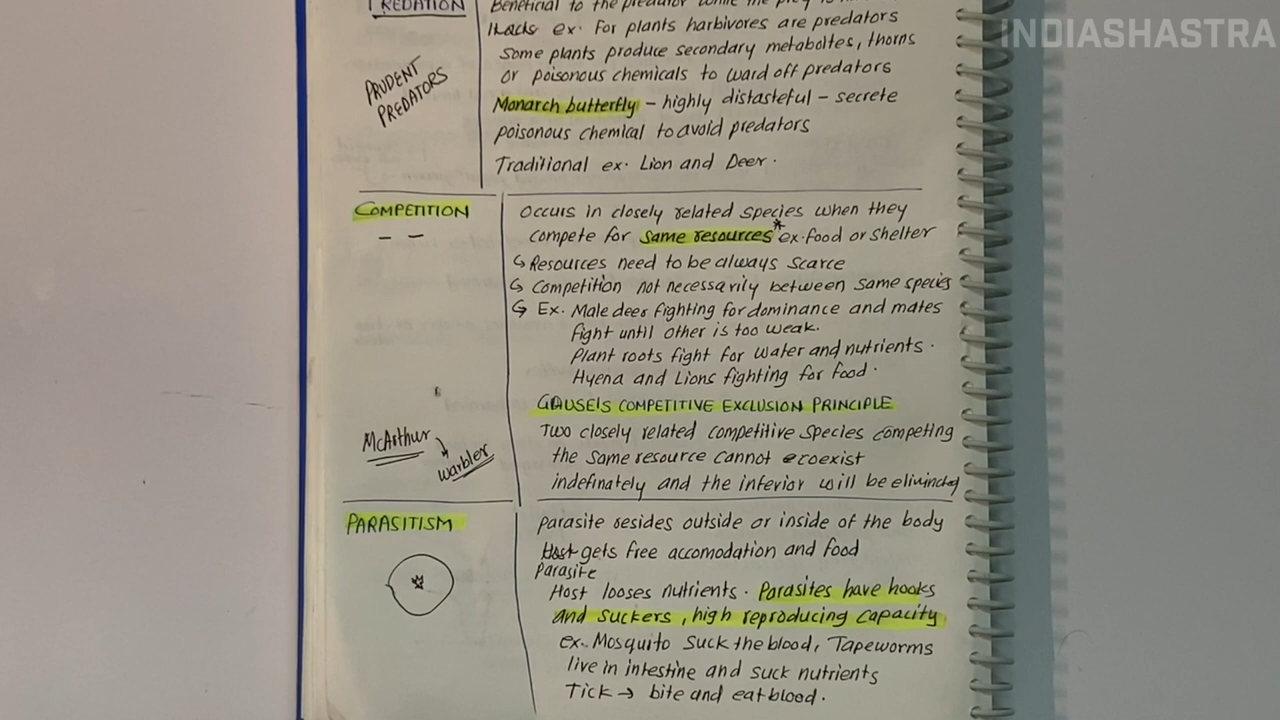 INDIASHASTRA
PREDATION
Beneficial to the predator while the prey is
ex. For plants harbivores are predators
Some plants produce secondary metaboltes, thorns
or poisonous chemicals to ward off predators
PRUDENT
PREDATORS
Monarch butterfly – highly distasteful – secrete
poisonous chemical to avoid predators
Traditional ex. Lion and Deer.
COMPETITION
– –
Occurs in closely related species when they
compete for same resources* ex. food or shelter
↳ Resources need to be always scarce
↳ Competition not necessarily between same species
↳ Ex. Male deer fighting for dominance and mates
fight until other is too weak.
Plant roots fight for water and nutrients.
Hyena and Lions fighting for food.
GAUSE'S COMPETITIVE EXCLUSION PRINCIPLE
McArthur
↘ Warbler
Two closely related competitive species competing
the same resource cannot coexist
indefinately and the inferior will be
PARASITISM
parasite resides outside or inside of the body
Host gets free accomodation and food
Parasite
Host looses nutrients. Parasites have hooks
and suckers, high reproducing capacity
ex. Mosquito suck the blood, Tapeworms
live in intestine and suck nutrients
Tick → bite and eat blood.